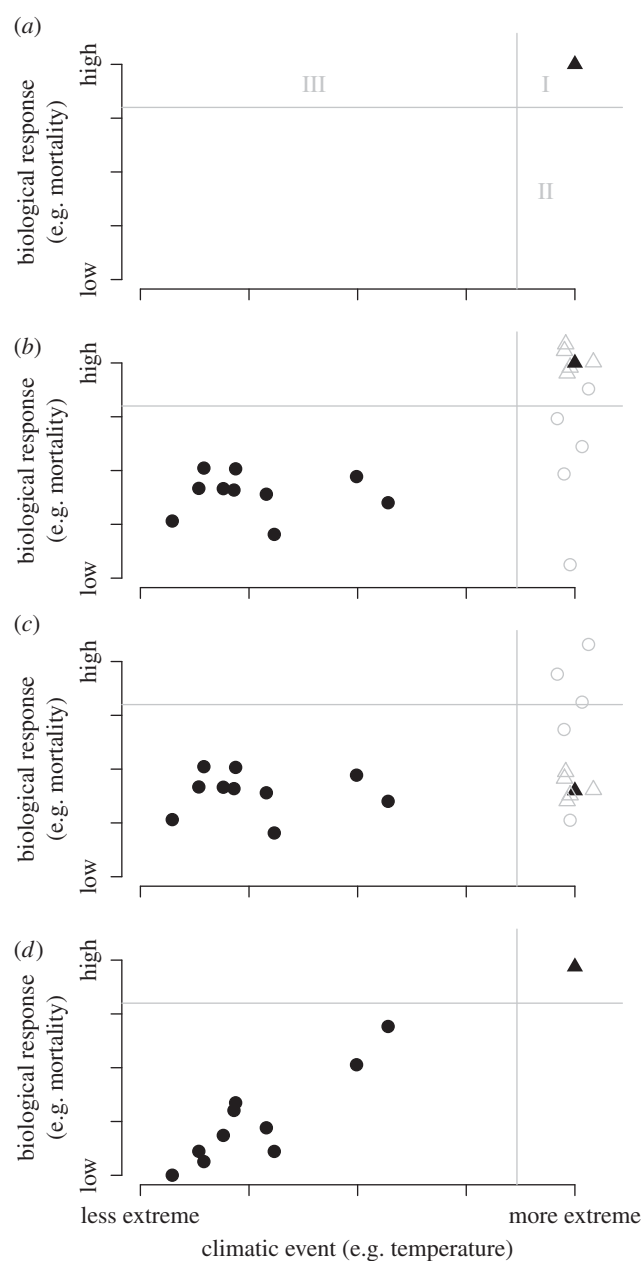 (a)
high
low
biological response
(e.g. mortality)
III
I
II
(b)
high
low
biological response
(e.g. mortality)
(c)
high
low
biological response
(e.g. mortality)
(d)
high
low
biological response
(e.g. mortality)
less extreme
more extreme
climatic event (e.g. temperature)